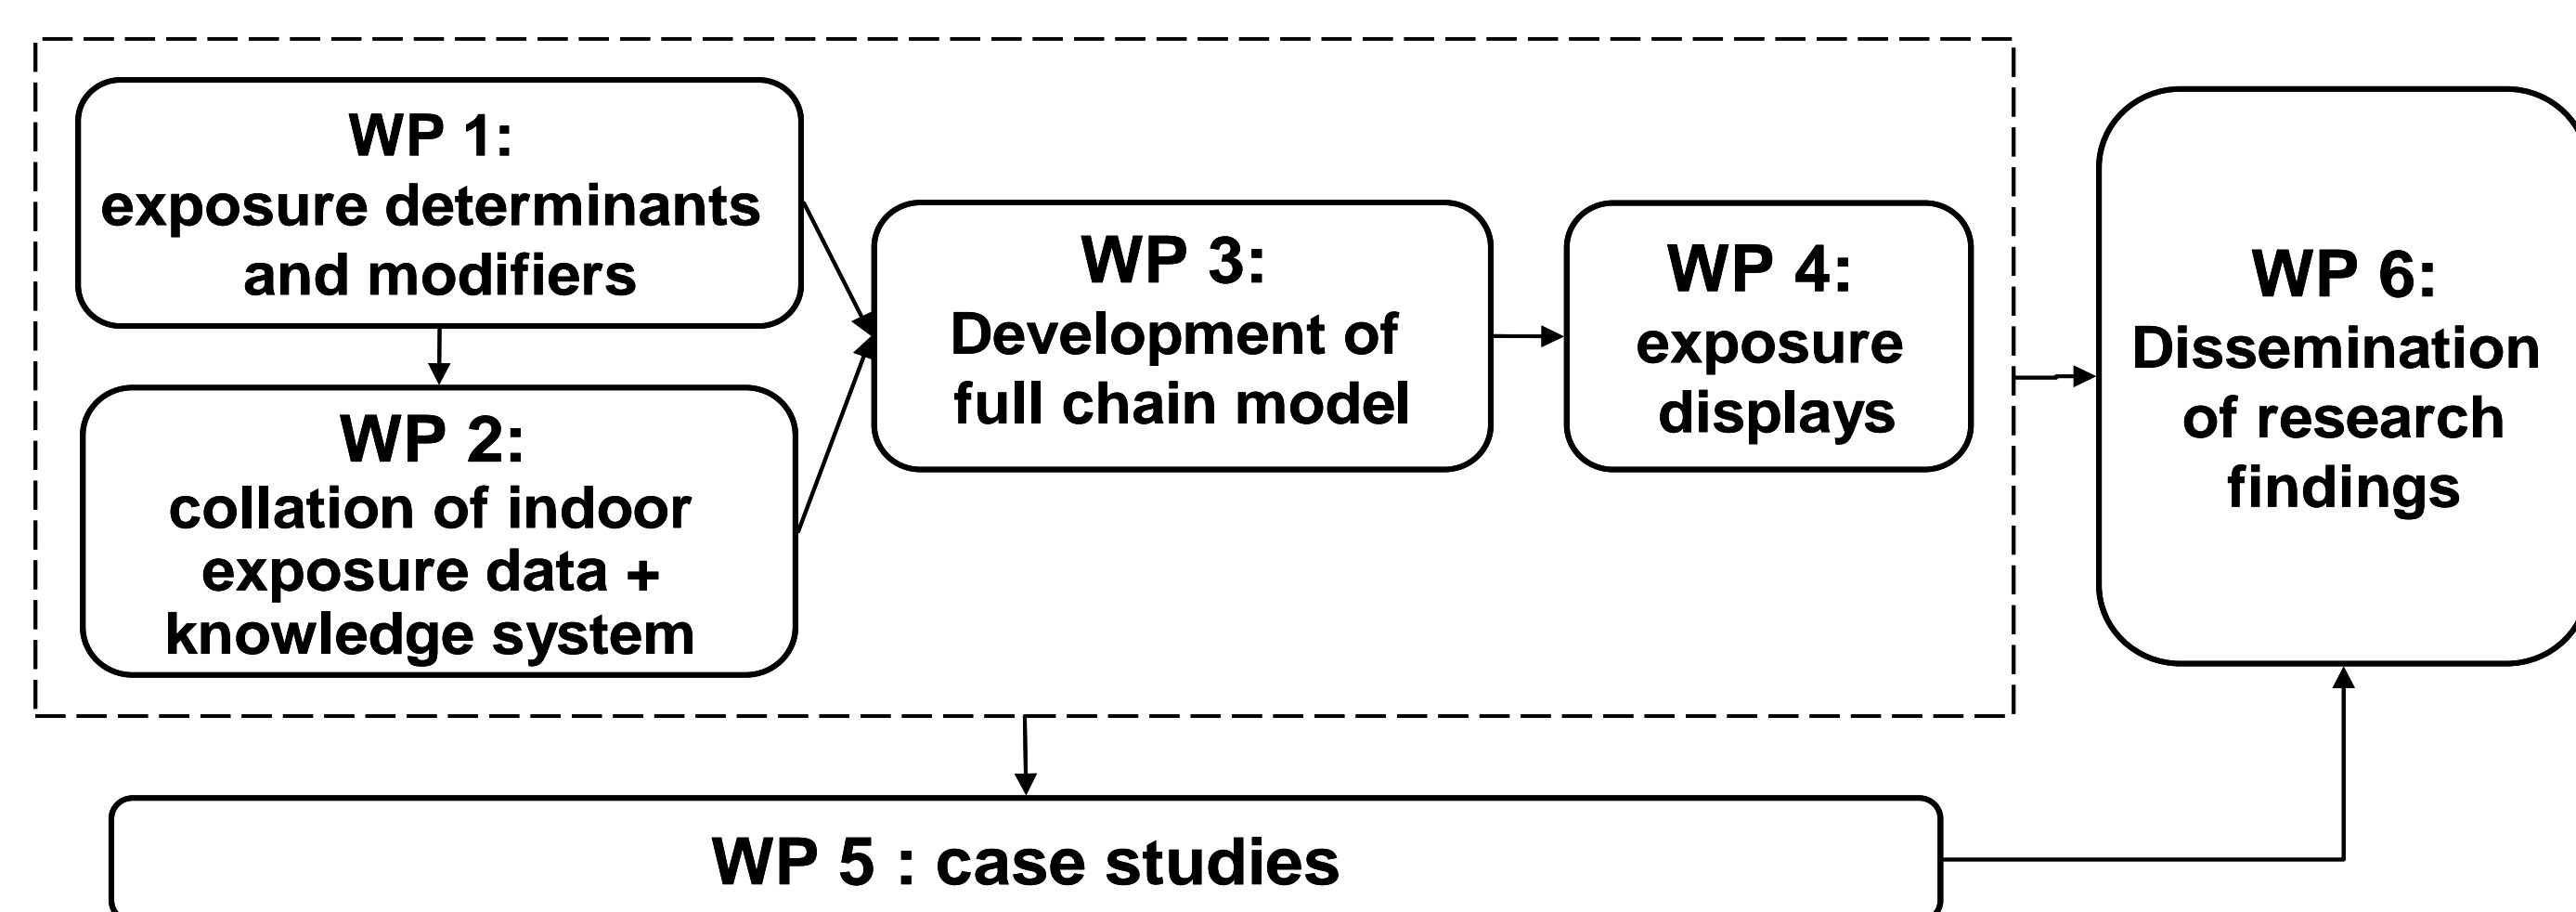 WP 1:
exposure determinants
and modifiers
WP 2:
collation of indoor
exposure data +
knowledge system
WP 3:
Development of
full chain model
WP 4:
exposure
displays
WP 6:
Dissemination
of research
findings
WP 5 : case studies